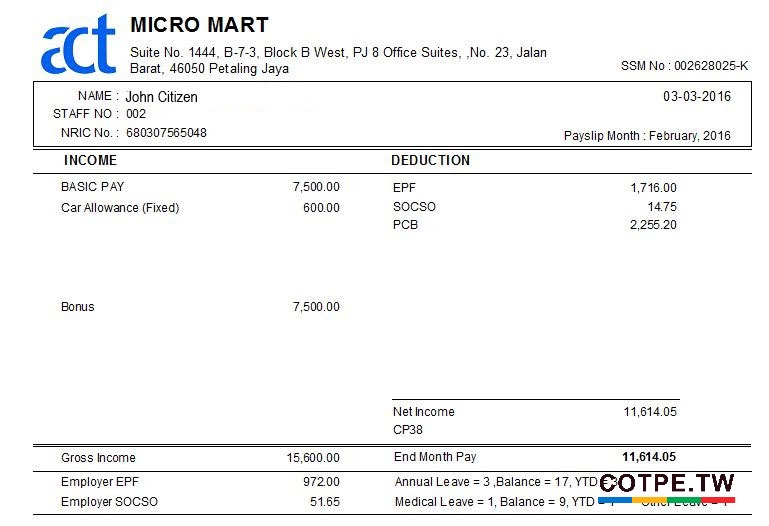 act MICRO MART
Suite No. 1444, B-7-3, Block B West, PJ 8 Office Suites, ,No. 23, Jalan
Barat, 46050 Petaling Jaya
SSM No : 002628025-K
NAME : John Citizen 03-03-2016
STAFF NO : 002
NRIC No. : 680307565048 Payslip Month : February, 2016
INCOME DEDUCTION
BASIC PAY 7,500.00 EPF 1,716.00
Car Allowance (Fixed) 600.00 SOCSO 14.75
PCB 2,255.20
Bonus 7,500.00
Net Income 11,614.05
CP38
Gross Income 15,600.00 End Month Pay 11,614.05
Employer EPF 972.00 Annual Leave = 3 ,Balance = 17, YTD = 3
Employer SOCSO 51.65 Medical Leave = 1, Balance = 9, YTD = 1 Other Leave = 1
COTPE.TW